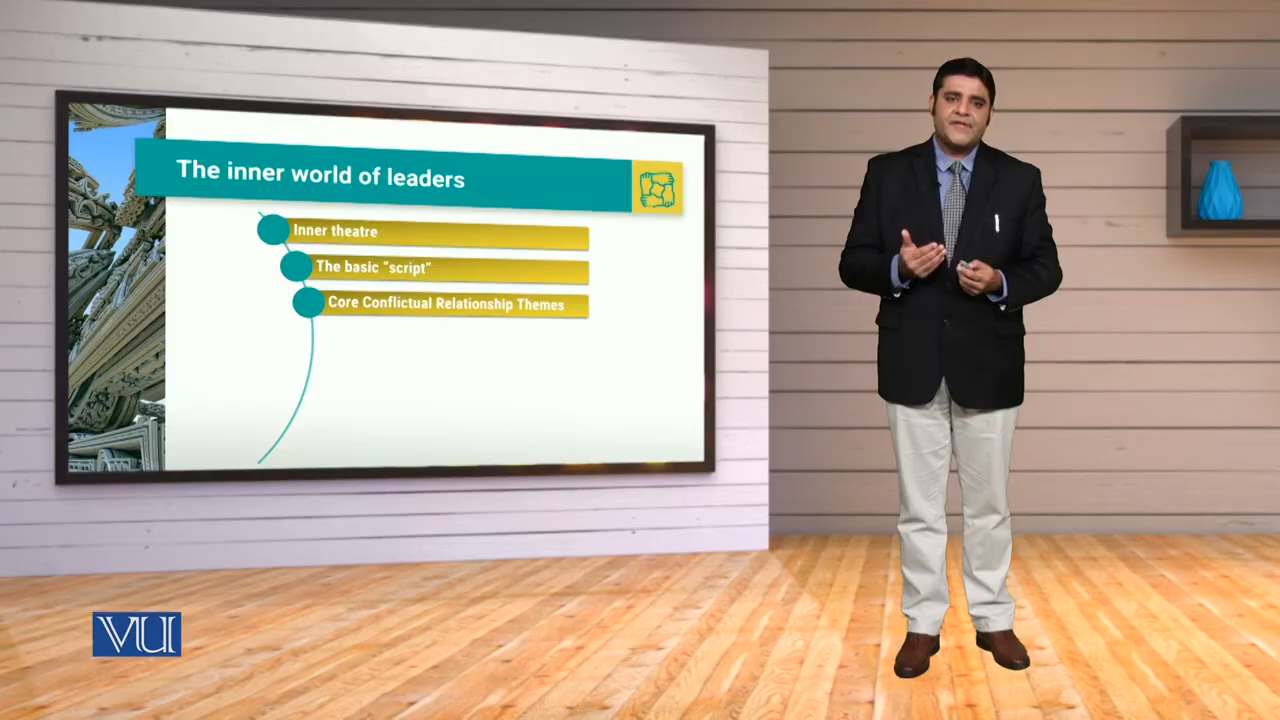 The inner world of leaders
Inner theatre
The basic “script”
Core Conflictual Relationship Themes
VU